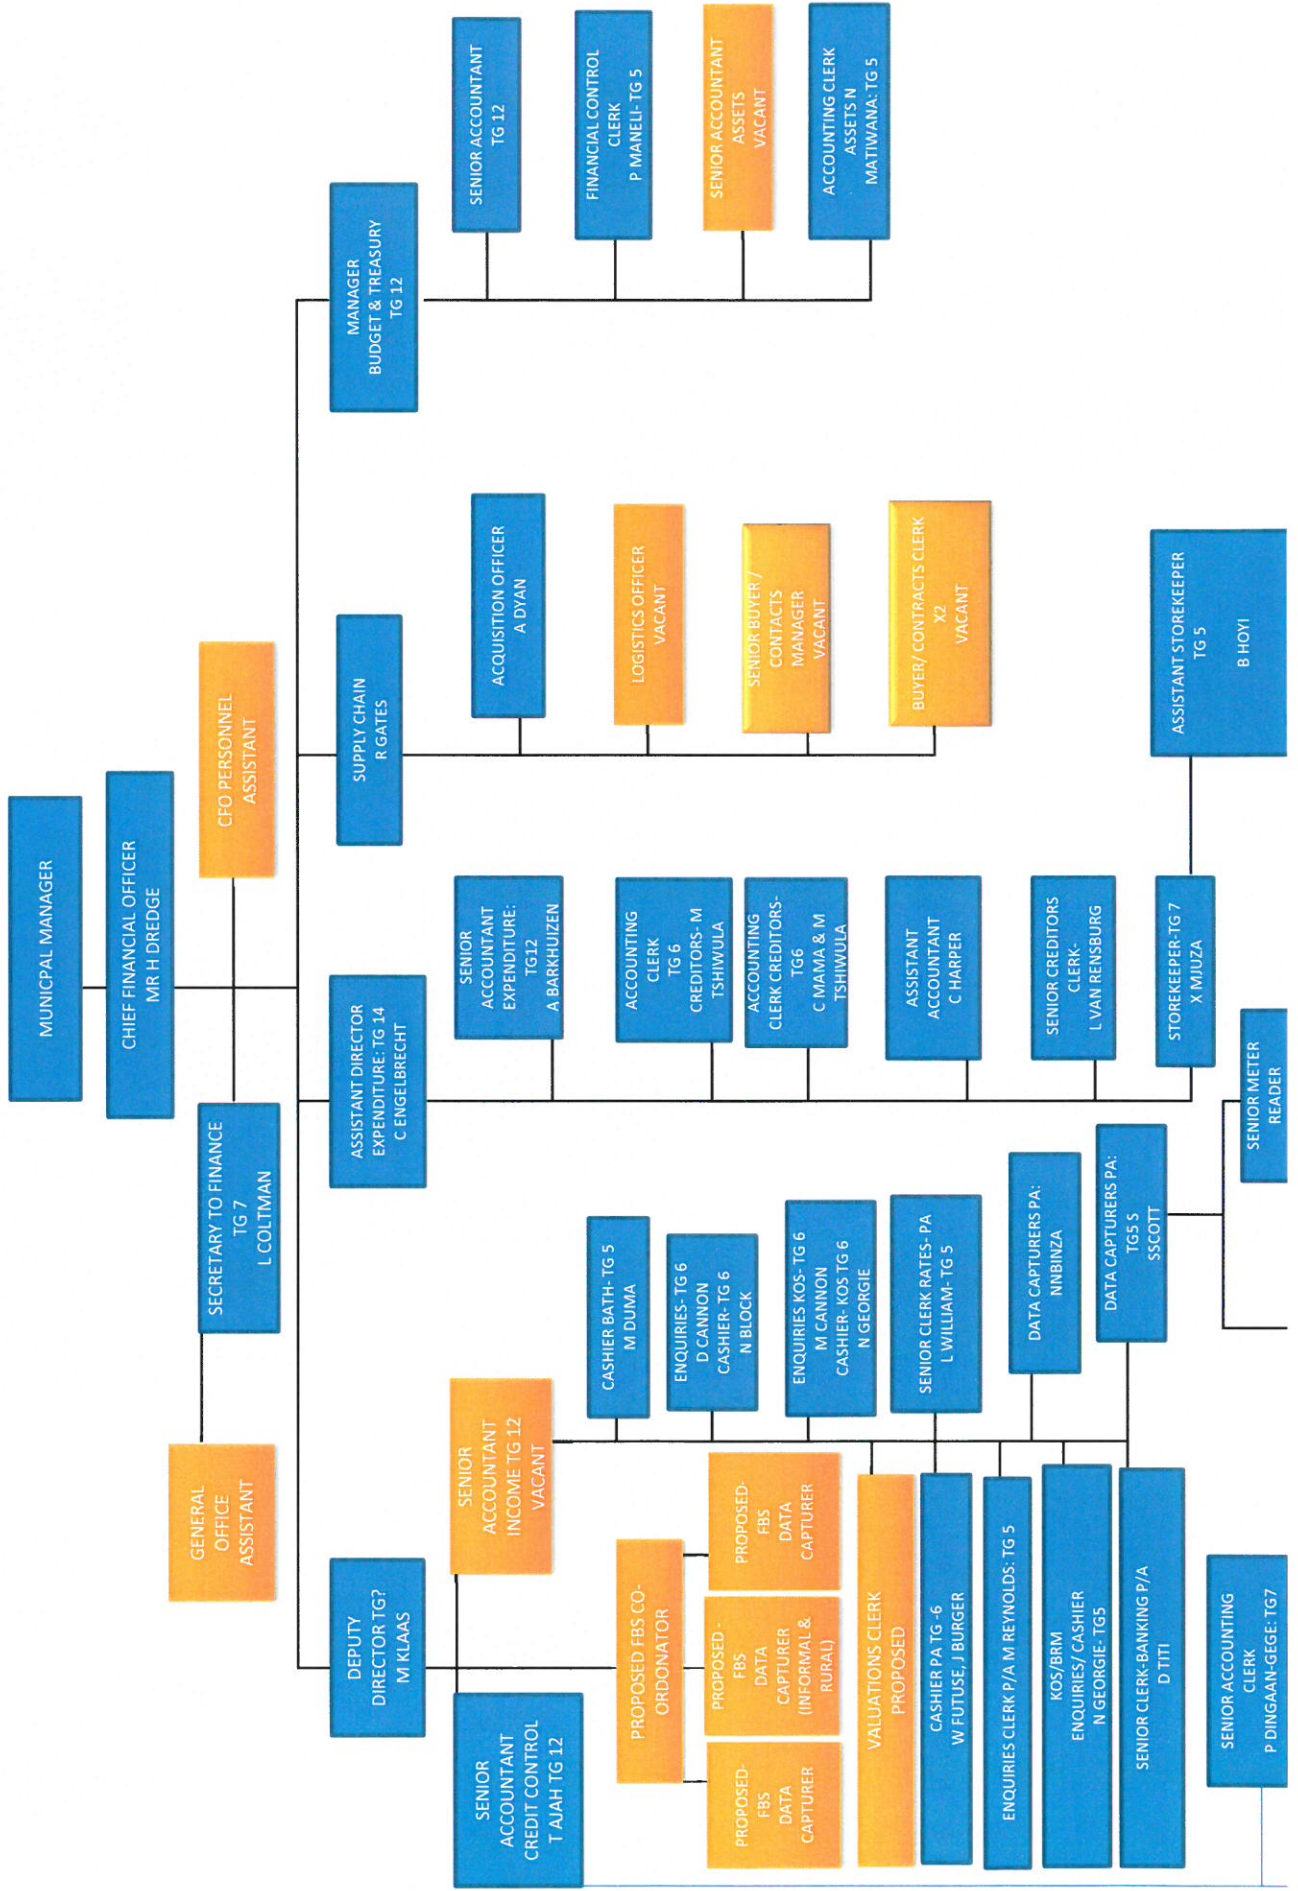 MUNICPAL MANAGER
CHIEF FINANCIAL OFFICER
MR H DREDGE
CFO PERSONNEL
ASSISTANT
SECRETARY TO FINANCE
TG 7
L COLTMAN
GENERAL
OFFICE
ASSISTANT
DEPUTY
DIRECTOR TG?
M KLAAS
ASSISTANT DIRECTOR
EXPENDITURE: TG 14
C ENGELBRECHT
SUPPLY CHAIN
R GATES
MANAGER
BUDGET & TREASURY
TG 12
SENIOR
ACCOUNTANT
CREDIT CONTROL
T AJAH TG 12
SENIOR
ACCOUNTANT
INCOME TG 12
VACANT
PROPOSED FBS CO-
ORDONATOR
PROPOSED-
FBS
DATA
CAPTURER
PROPOSED -
FBS
DATA
CAPTURER
(INFORMAL &
RURAL)
PROPOSED-
FBS
DATA
CAPTURER
VALUATIONS CLERK
PROPOSED
CASHIER PA TG -6
W FUTUSE, J BURGER
ENQUIRIES CLERK P/A M REYNOLDS: TG 5
KOS/BRM
ENQUIRIES/ CASHIER
N GEORGIE- TG5
SENIOR CLERK-BANKING P/A
D TITI
SENIOR ACCOUNTING
CLERK
P DINGAAN-GEGE: TG7
CASHIER BATH- TG 5
M DUMA
ENQUIRIES- TG 6
D CANNON
CASHIER- TG 6
N BLOCK
ENQUIRIES KOS- TG 6
M CANNON
CASHIER- KOS TG 6
N GEORGIE
SENIOR CLERK RATES- PA
L WILLIAM- TG 5
DATA CAPTURERS PA:
NNBINZA
DATA CAPTURERS PA:
TG5 S
SSCOTT
SENIOR METER
READER
SENIOR
ACCOUNTANT
EXPENDITURE:
TG12
A BARKHUIZEN
ACCOUNTING
CLERK
TG 6
CREDITORS- M
TSHIWULA
ACCOUNTING
CLERK CREDITORS-
TG6
C MAMA & M
TSHIWULA
ASSISTANT
ACCOUNTANT
C HARPER
SENIOR CREDITORS
CLERK-
L VAN RENSBURG
STOREKEEPER-TG 7
X MJUZA
ASSISTANT STOREKEEPER
TG 5
B HOYI
ACQUISITION OFFICER
A DYAN
LOGISTICS OFFICER
VACANT
SENIOR BUYER /
CONTACTS
MANAGER
VACANT
BUYER/ CONTRACTS CLERK
X2
VACANT
SENIOR ACCOUNTANT
TG 12
FINANCIAL CONTROL
CLERK
P MANELI- TG 5
SENIOR ACCOUNTANT
ASSETS
VACANT
ACCOUNTING CLERK
ASSETS N
MATIWANA: TG 5